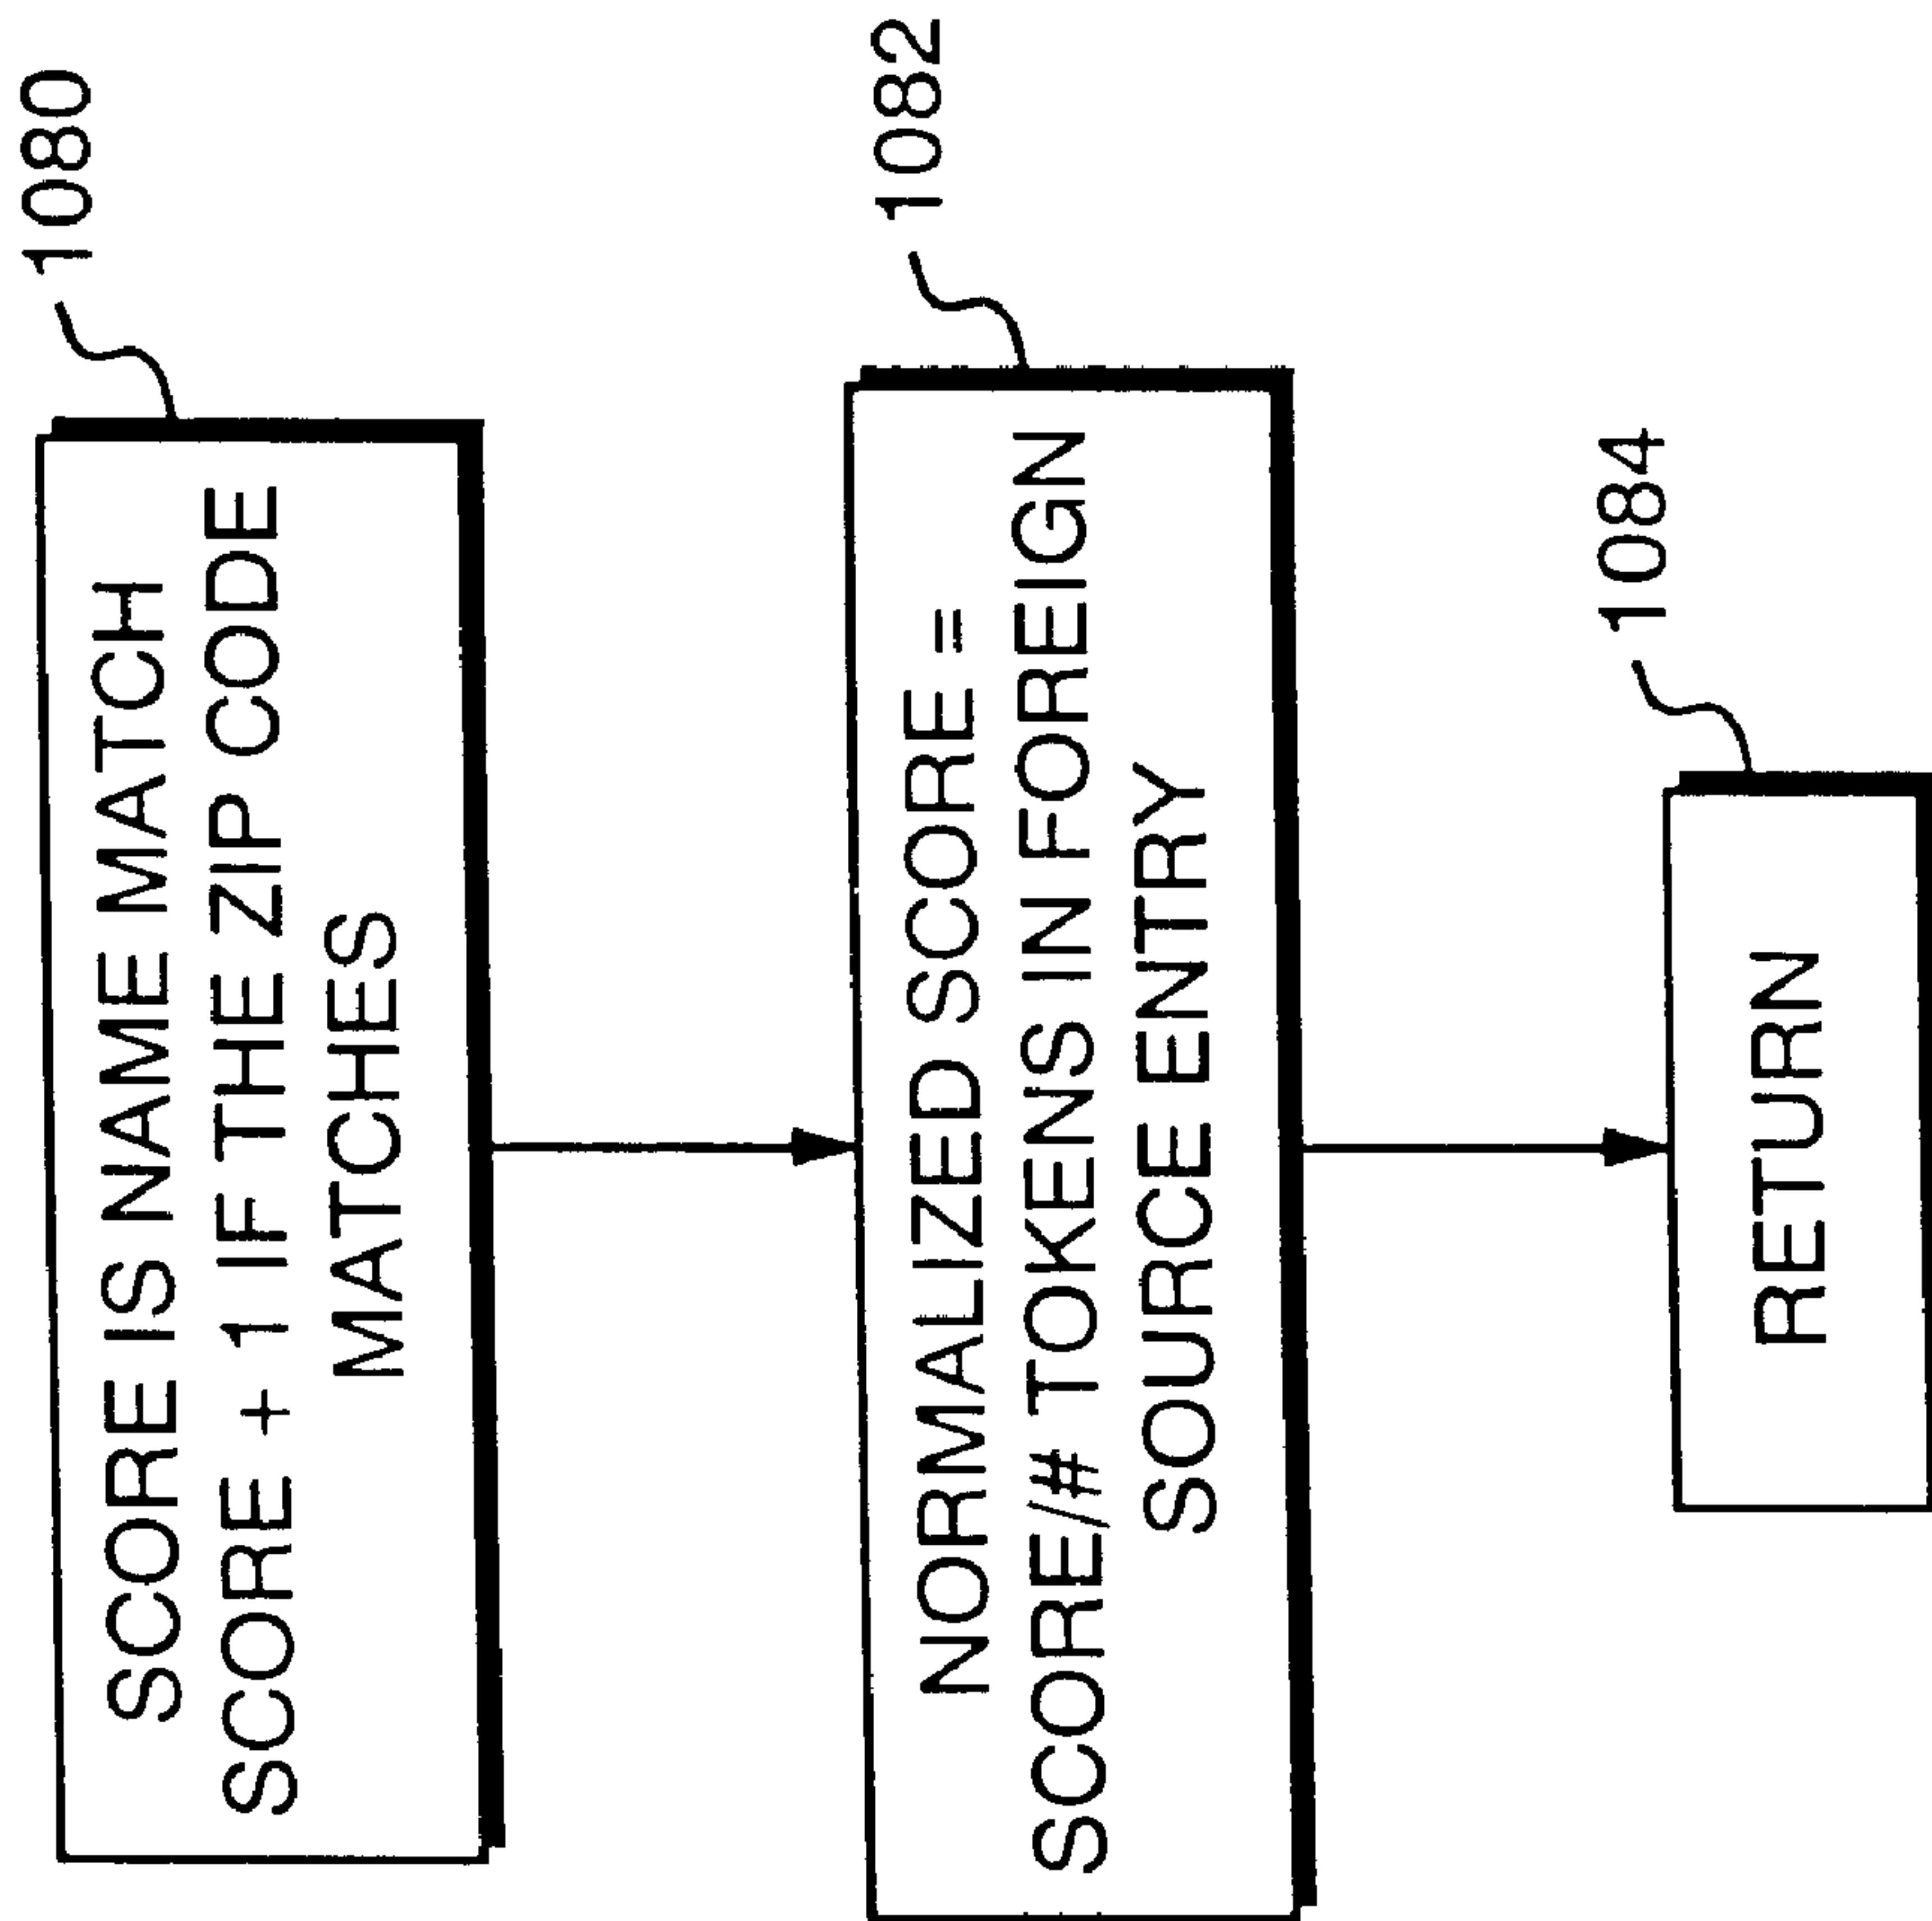 1080
SCORE IS NAME MATCH
SCORE + 1 IF THE ZIP CODE
MATCHES
1082
NORMALIZED SCORE =
SCORE/# TOKENS IN FOREIGN
SOURCE ENTRY
1084
RETURN